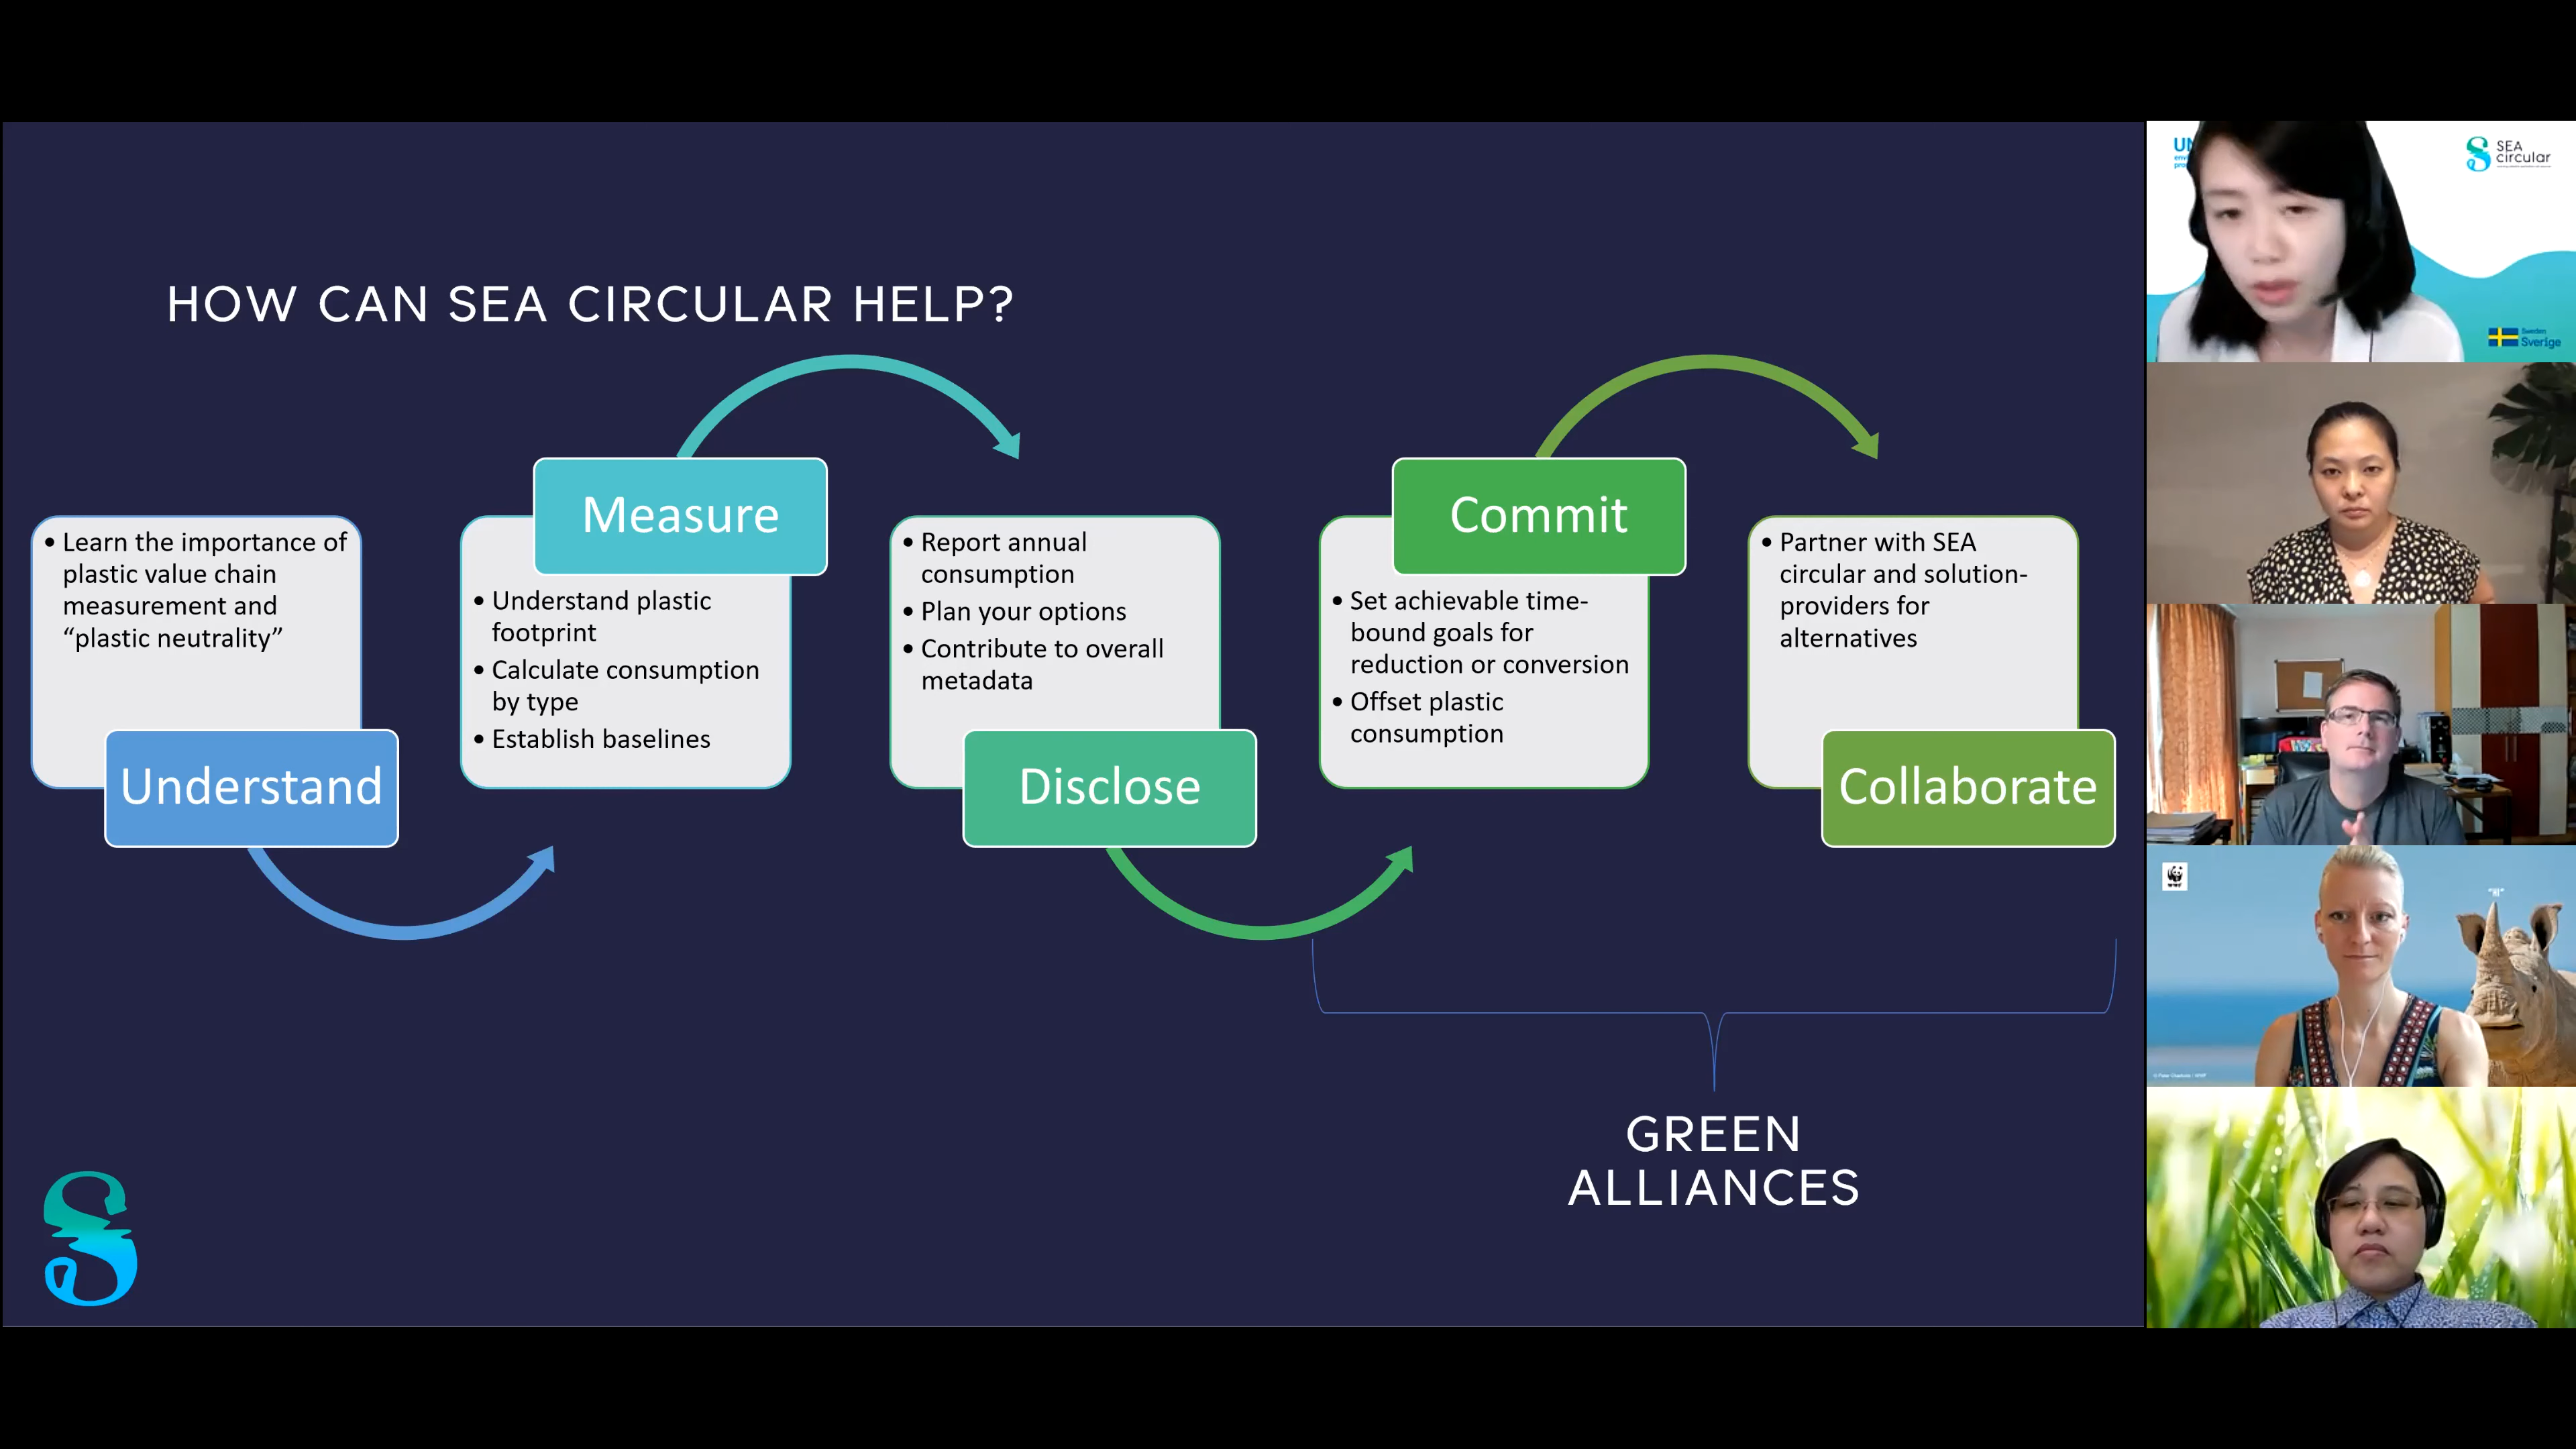 HOW CAN SEA CIRCULAR HELP?
• Learn the importance of
plastic value chain
measurement and
“plastic neutrality”
Understand
Measure
• Understand plastic
footprint
• Calculate consumption
by type
• Establish baselines
• Report annual
consumption
• Plan your options
• Contribute to overall
metadata
Disclose
Commit
• Set achievable time-
bound goals for
reduction or conversion
• Offset plastic
consumption
• Partner with SEA
circular and solution-
providers for
alternatives
Collaborate
GREEN
ALLIANCES
UN
SEA
circular
Sweden
Sverige
WWF